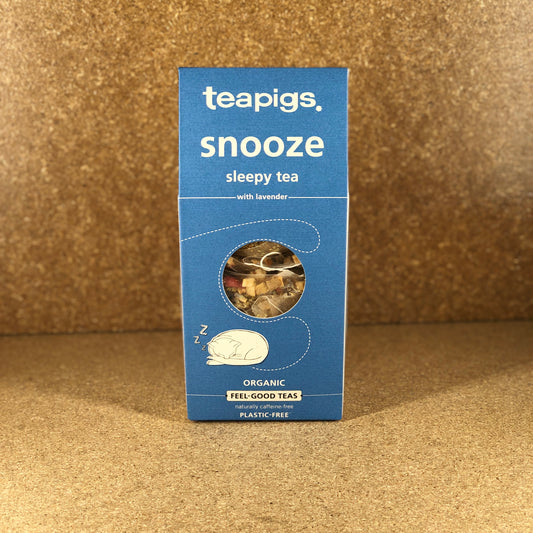 teapigs.
snooze
sleepy tea
with lavender
z
z
z
ORGANIC
FEEL-GOOD TEAS
naturally caffeine-free
PLASTIC-FREE